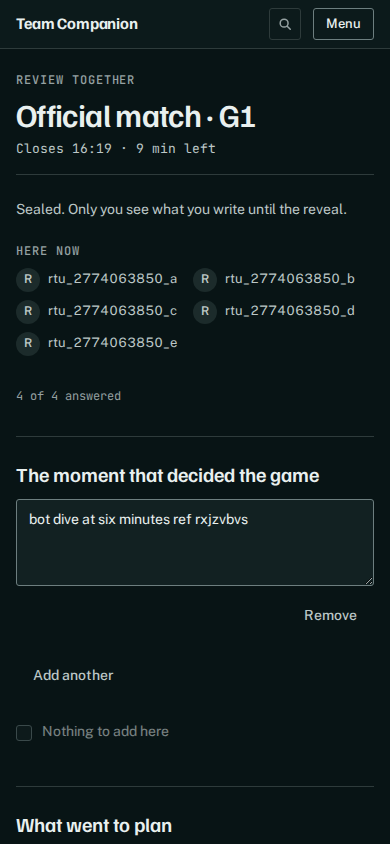 Team Companion
Menu
REVIEW TOGETHER
Official match · G1
Closes 16:19 · 9 min left
Sealed. Only you see what you write until the reveal.
HERE NOW
R rtu_2774063850_a R rtu_2774063850_b
R rtu_2774063850_c R rtu_2774063850_d
R rtu_2774063850_e
4 of 4 answered
The moment that decided the game
bot dive at six minutes ref rxjzvbvs
Remove
Add another
Nothing to add here
What went to plan